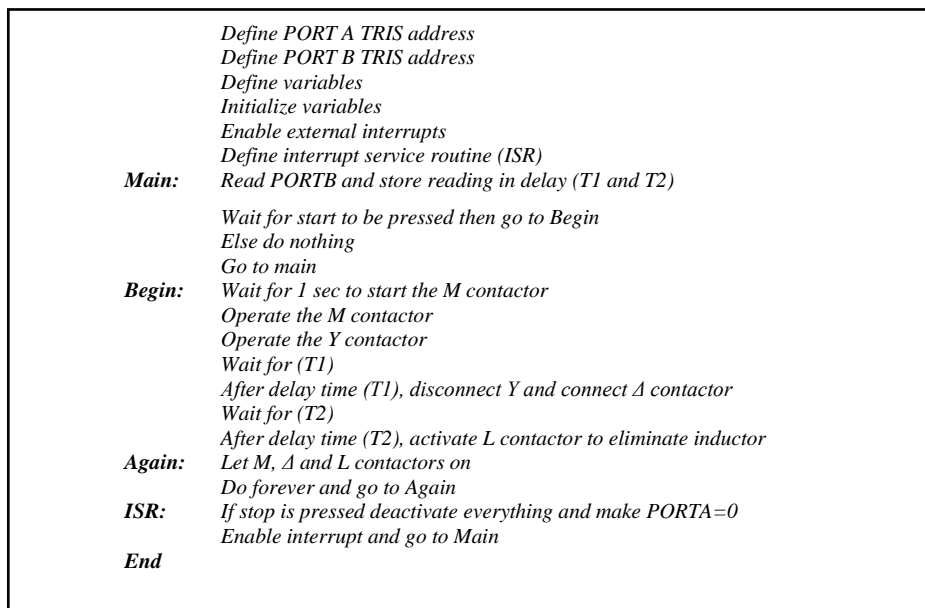 Define PORT A TRIS address
Define PORT B TRIS address
Define variables
Initialize variables
Enable external interrupts
Define interrupt service routine (ISR)
Main: Read PORTB and store reading in delay (T1 and T2)
Wait for start to be pressed then go to Begin
Else do nothing
Go to main
Begin: Wait for 1 sec to start the M contactor
Operate the M contactor
Operate the Y contactor
Wait for (T1)
After delay time (T1), disconnect Y and connect Δ contactor
Wait for (T2)
After delay time (T2), activate L contactor to eliminate inductor
Again: Let M, Δ and L contactors on
Do forever and go to Again
ISR: If stop is pressed deactivate everything and make PORTA=0
Enable interrupt and go to Main
End